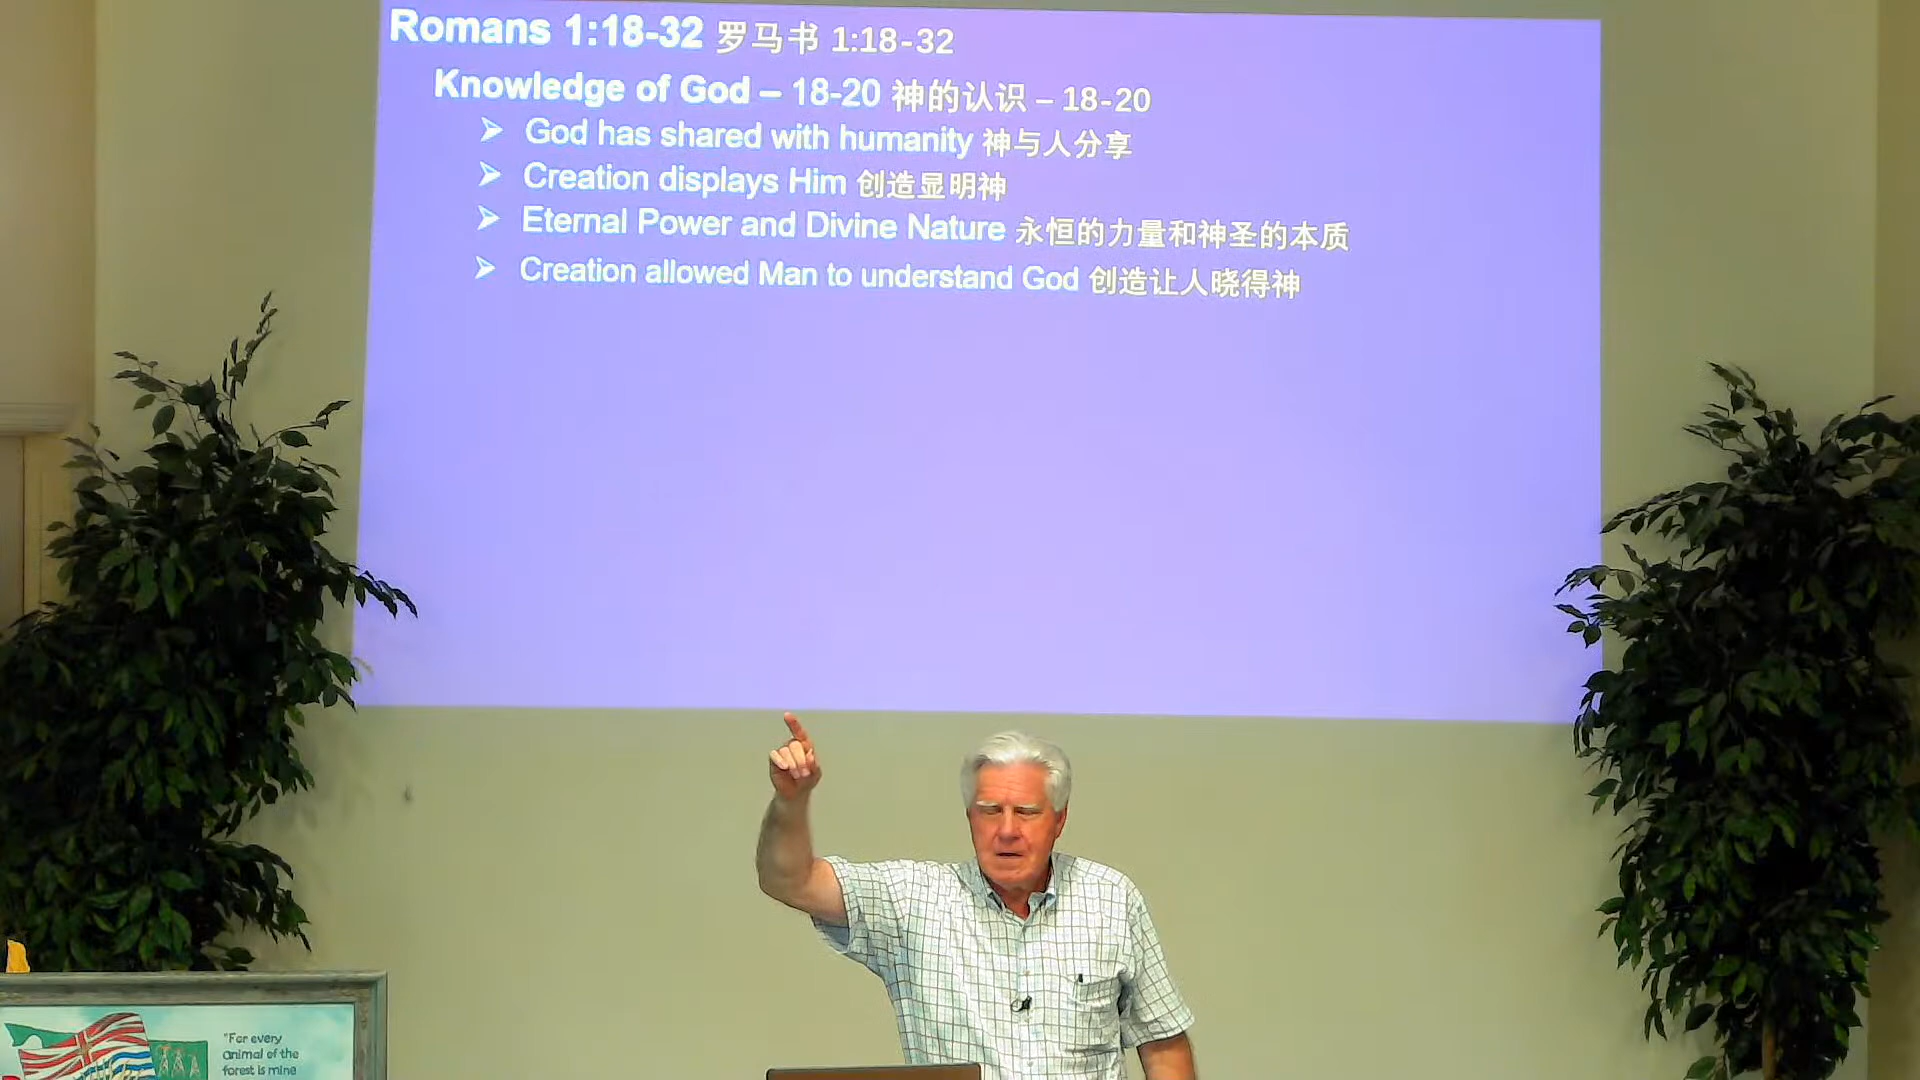 Romans 1:18-32 罗马书 1:18-32
Knowledge of God – 18-20 神的认识 – 18-20
➢ God has shared with humanity 神与人分享
➢ Creation displays Him 创造显明神
➢ Eternal Power and Divine Nature 永恒的力量和神圣的本质
➢ Creation allowed Man to understand God 创造让人晓得神
"For every
animal of the
forest is mine